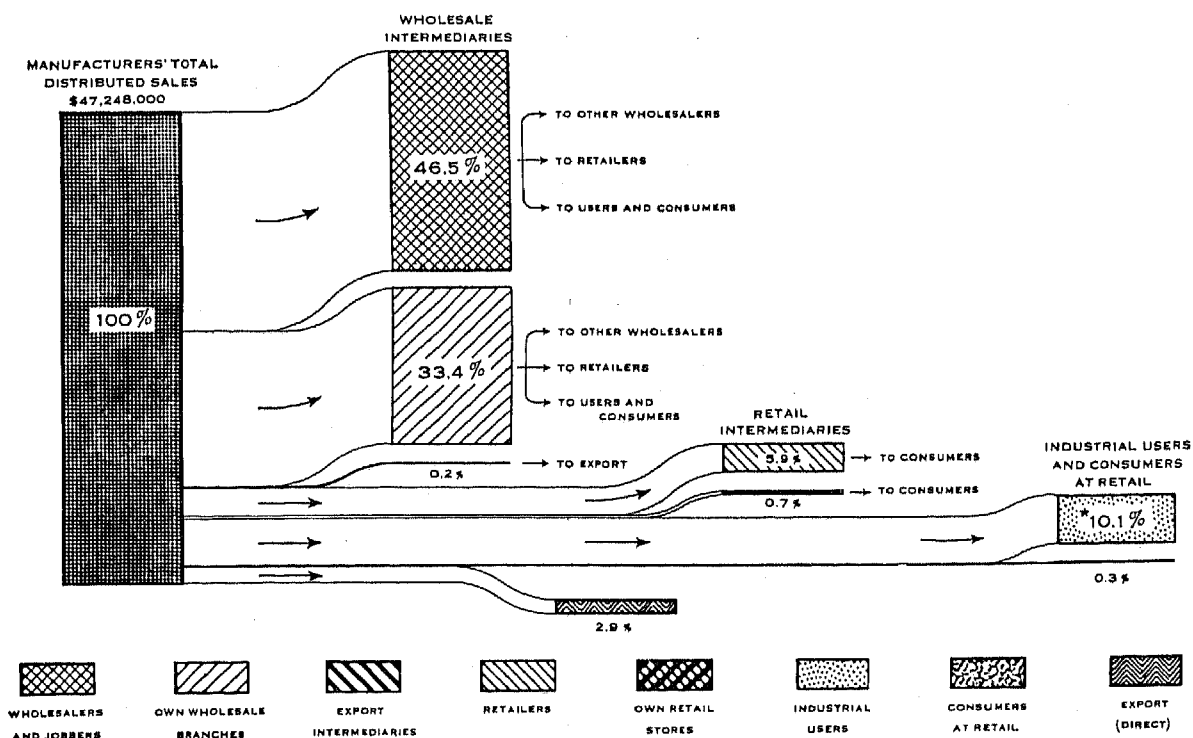 WHOLESALE
INTERMEDIARIES
MANUFACTURERS' TOTAL
DISTRIBUTED SALES
$47,248,000
TO OTHER WHOLESALERS
46.5%
TO RETAILERS
TO USERS AND CONSUMERS
100%
TO OTHER WHOLESALERS
33.4%
TO RETAILERS
TO USERS AND
CONSUMERS
RETAIL
INTERMEDIARIES
INDUSTRIAL USERS
AND CONSUMERS
AT RETAIL
5.9%
TO CONSUMERS
0.2%
TO EXPORT
0.7%
TO CONSUMERS
*10.1%
0.3%
2.9%
WHOLESALERS
AND JOBBERS
OWN WHOLESALE
BRANCHES
EXPORT
INTERMEDIARIES
RETAILERS
OWN RETAIL
STORES
INDUSTRIAL
USERS
CONSUMERS
AT RETAIL
EXPORT
(DIRECT)